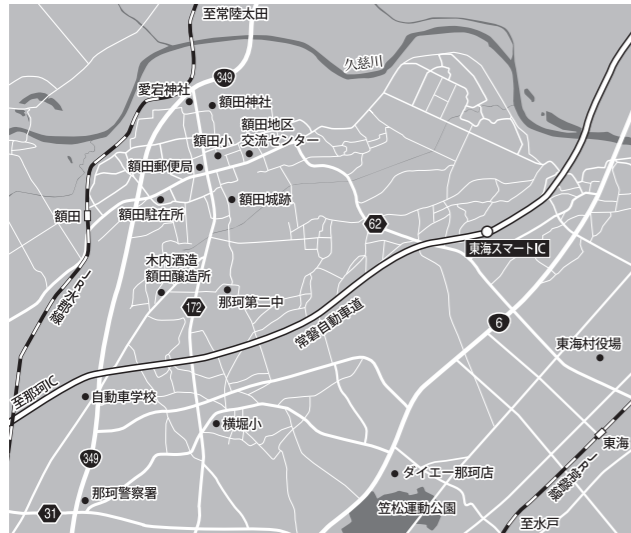 至常陸太田
久慈川
349
愛宕神社
額田神社
額田地区
交流センター
額田小
額田郵便局
額田
額田駐在所
額田城跡
62
東海スマートIC
木内酒造
額田醸造所
那珂第二中
JR水郡線
172
常磐自動車道
6
東海村役場
至那珂IC
自動車学校
横堀小
東海
349
ダイエー那珂店
JR常磐線
那珂警察署
笠松運動公園
31
至水戸